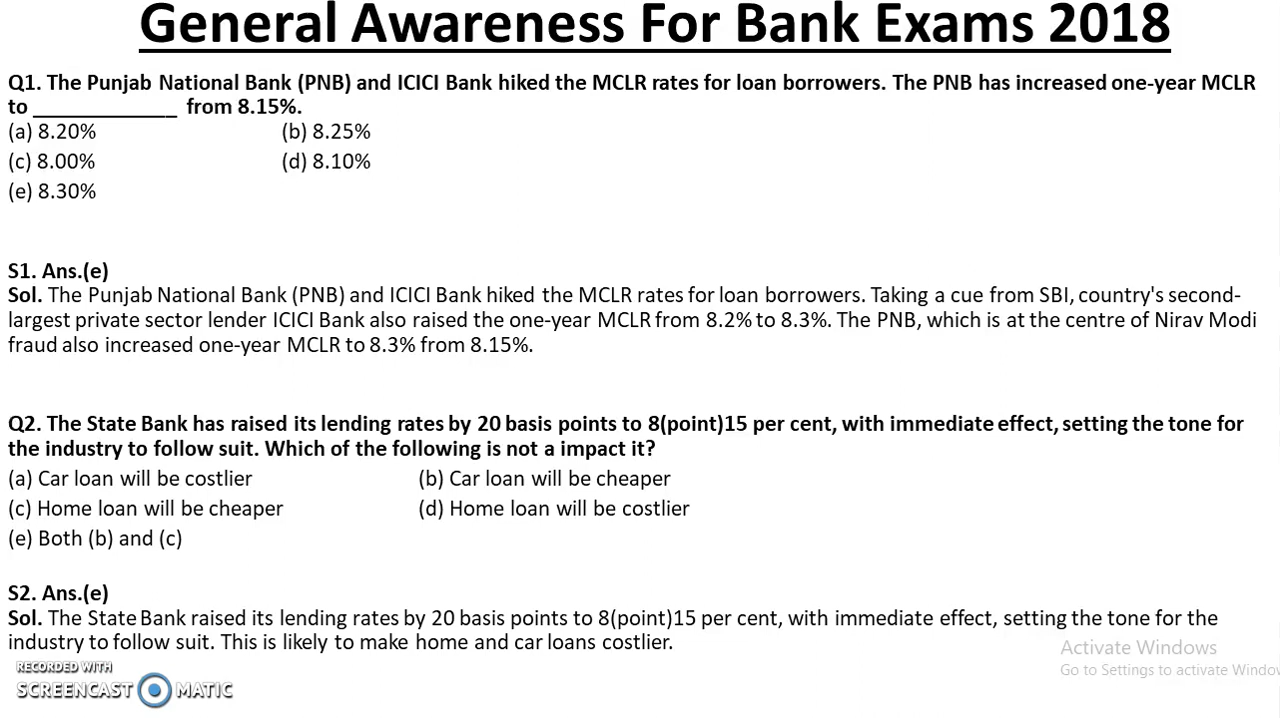 General Awareness For Bank Exams 2018
Q1. The Punjab National Bank (PNB) and ICICI Bank hiked the MCLR rates for loan borrowers. The PNB has increased one-year MCLR
to _____________ from 8.15%.
(a) 8.20% (b) 8.25%
(c) 8.00% (d) 8.10%
(e) 8.30%
S1. Ans.(e)
Sol. The Punjab National Bank (PNB) and ICICI Bank hiked the MCLR rates for loan borrowers. Taking a cue from SBI, country's second-
largest private sector lender ICICI Bank also raised the one-year MCLR from 8.2% to 8.3%. The PNB, which is at the centre of Nirav Modi
fraud also increased one-year MCLR to 8.3% from 8.15%.
Q2. The State Bank has raised its lending rates by 20 basis points to 8(point)15 per cent, with immediate effect, setting the tone for
the industry to follow suit. Which of the following is not a impact it?
(a) Car loan will be costlier (b) Car loan will be cheaper
(c) Home loan will be cheaper (d) Home loan will be costlier
(e) Both (b) and (c)
S2. Ans.(e)
Sol. The State Bank raised its lending rates by 20 basis points to 8(point)15 per cent, with immediate effect, setting the tone for the
industry to follow suit. This is likely to make home and car loans costlier.
Activate Windows
Go to Settings to activate Windo
RECORDED WITH
SCREENCAST MATIC